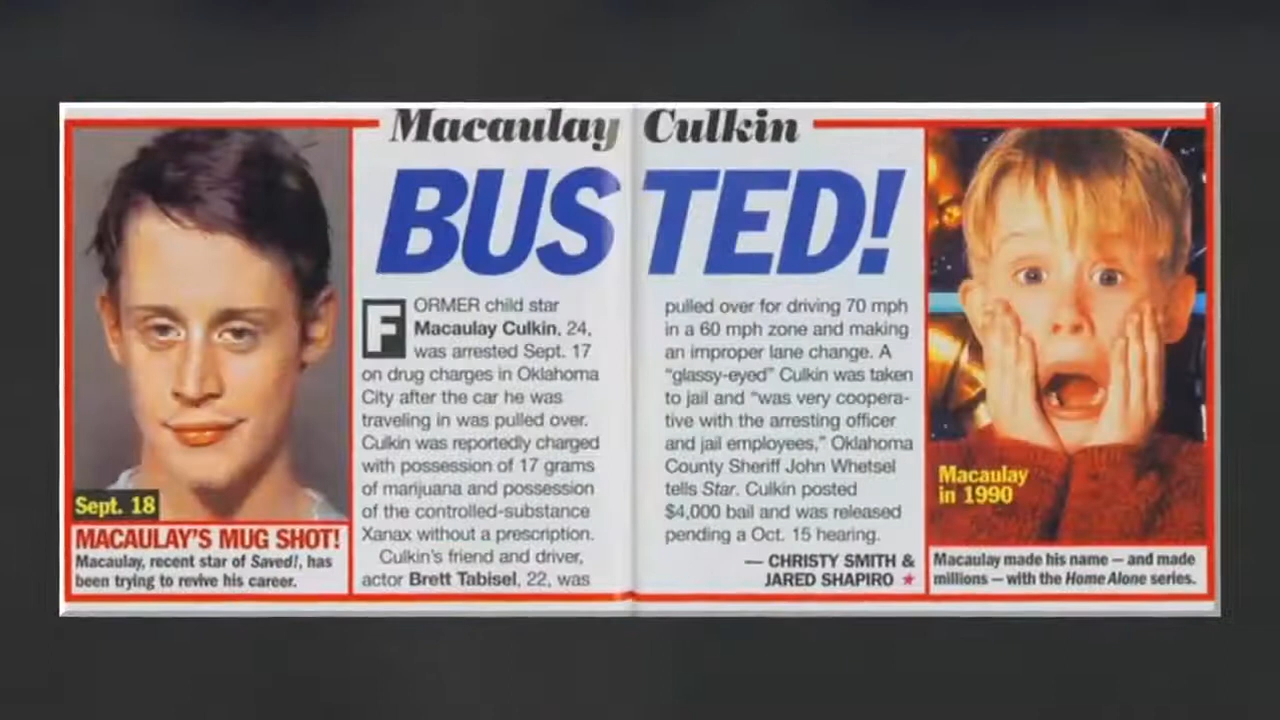 Macaulay Culkin
BUSTED!
Sept. 18
MACAULAY'S MUG SHOT!
Macaulay, recent star of Saved!, has
been trying to revive his career.
FORMER child star
Macaulay Culkin, 24,
was arrested Sept. 17
on drug charges in Oklahoma
City after the car he was
traveling in was pulled over.
Culkin was reportedly charged
with possession of 17 grams
of marijuana and possession
of the controlled-substance
Xanax without a prescription.
Culkin's friend and driver,
actor Brett Tabisel, 22, was
pulled over for driving 70 mph
in a 60 mph zone and making
an improper lane change. A
"glassy-eyed" Culkin was taken
to jail and "was very coopera-
tive with the arresting officer
and jail employees," Oklahoma
County Sheriff John Whetsel
tells Star. Culkin posted
$4,000 bail and was released
pending a Oct. 15 hearing.
— CHRISTY SMITH &
JARED SHAPIRO ★
Macaulay
in 1990
Macaulay made his name — and made
millions — with the Home Alone series.